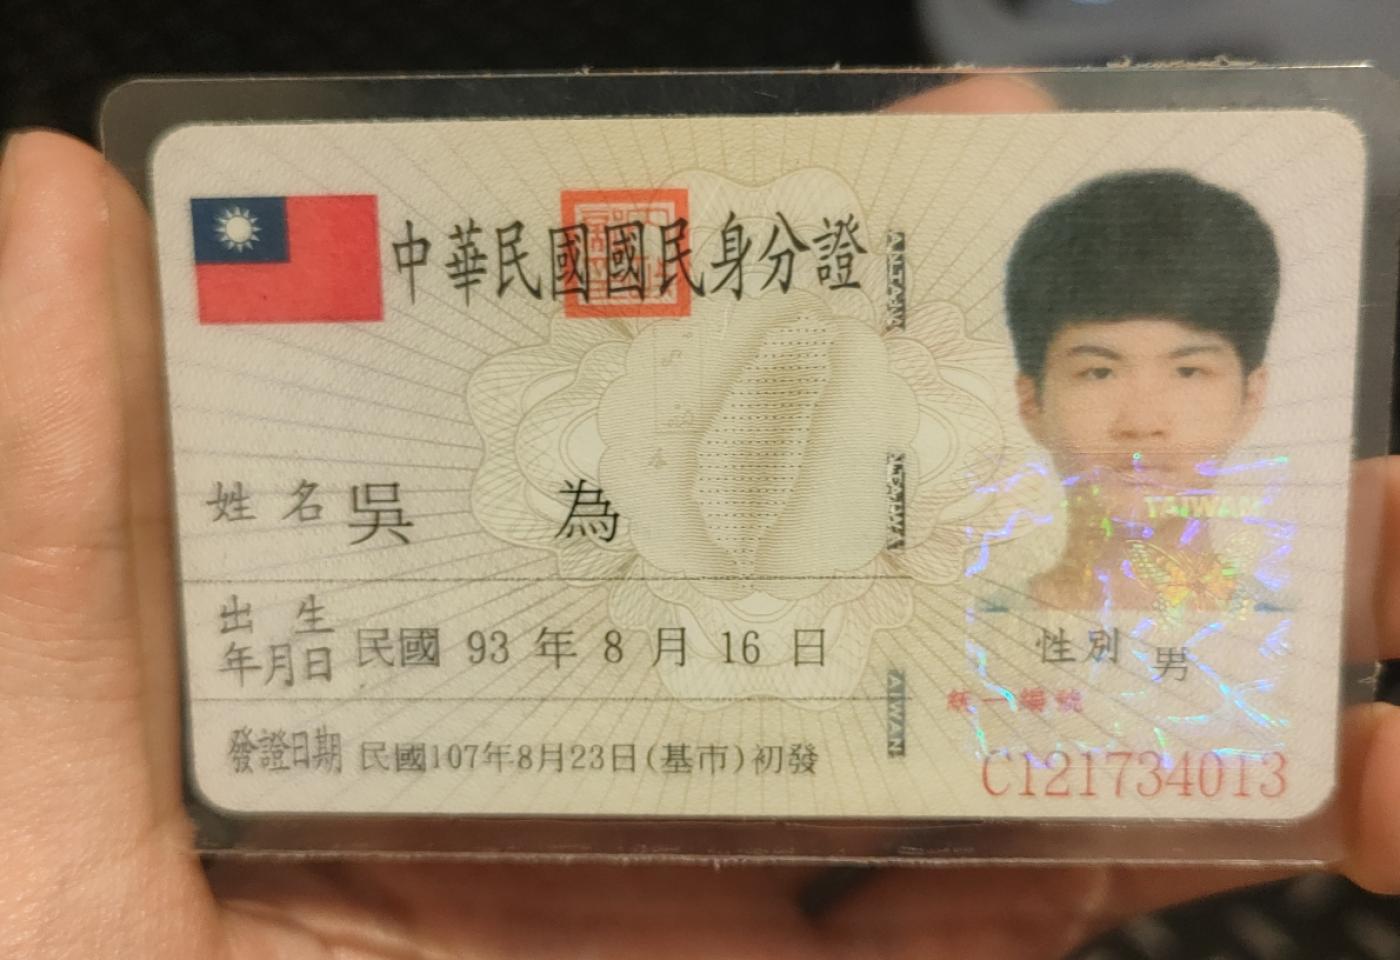 中華民國國民身分證
TAIWAN
姓名 吳 為
出生年月日 民國 93 年 8 月 16 日
發證日期 民國107年8月23日(基市)初發
TAIWAN
性別 男
統一編號
C121734013